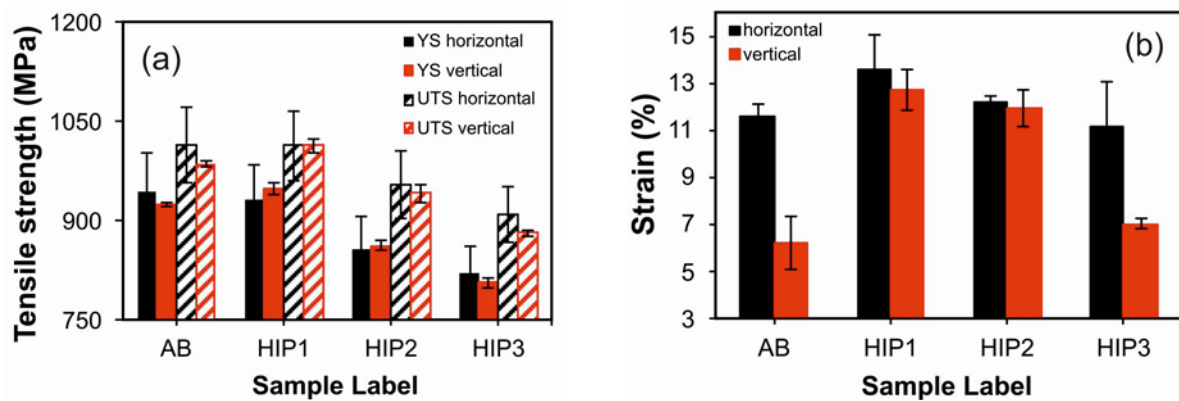 (a)
YS horizontal
YS vertical
UTS horizontal
UTS vertical
Tensile strength (MPa)
1200
1050
900
750
AB HIP1 HIP2 HIP3
Sample Label
(b)
horizontal
vertical
Strain (%)
15
13
11
9
7
5
3
AB HIP1 HIP2 HIP3
Sample Label